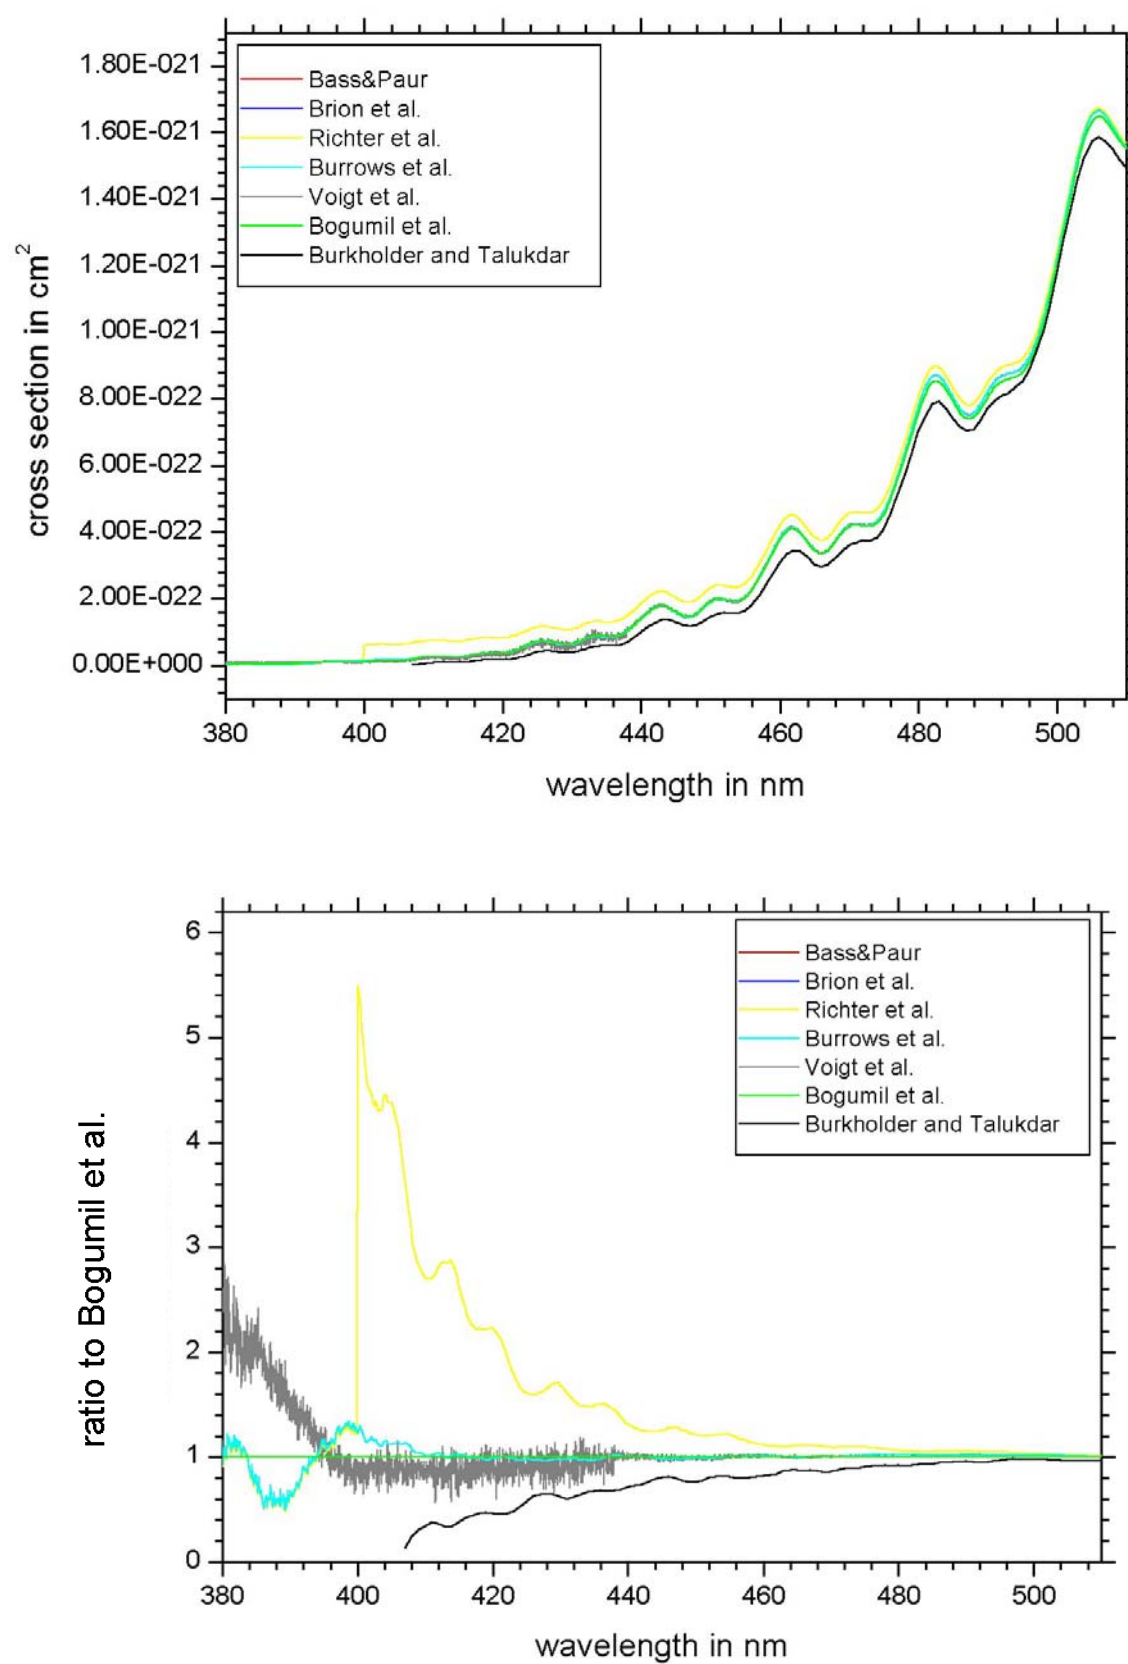 1.80E-021
1.60E-021
1.40E-021
1.20E-021
1.00E-021
8.00E-022
6.00E-022
4.00E-022
2.00E-022
0.00E+000
cross section in cm²
Bass&Paur
Brion et al.
Richter et al.
Burrows et al.
Voigt et al.
Bogumil et al.
Burkholder and Talukdar
380 400 420 440 460 480 500
wavelength in nm
6
5
4
3
2
1
0
ratio to Bogumil et al.
Bass&Paur
Brion et al.
Richter et al.
Burrows et al.
Voigt et al.
Bogumil et al.
Burkholder and Talukdar
380 400 420 440 460 480 500
wavelength in nm